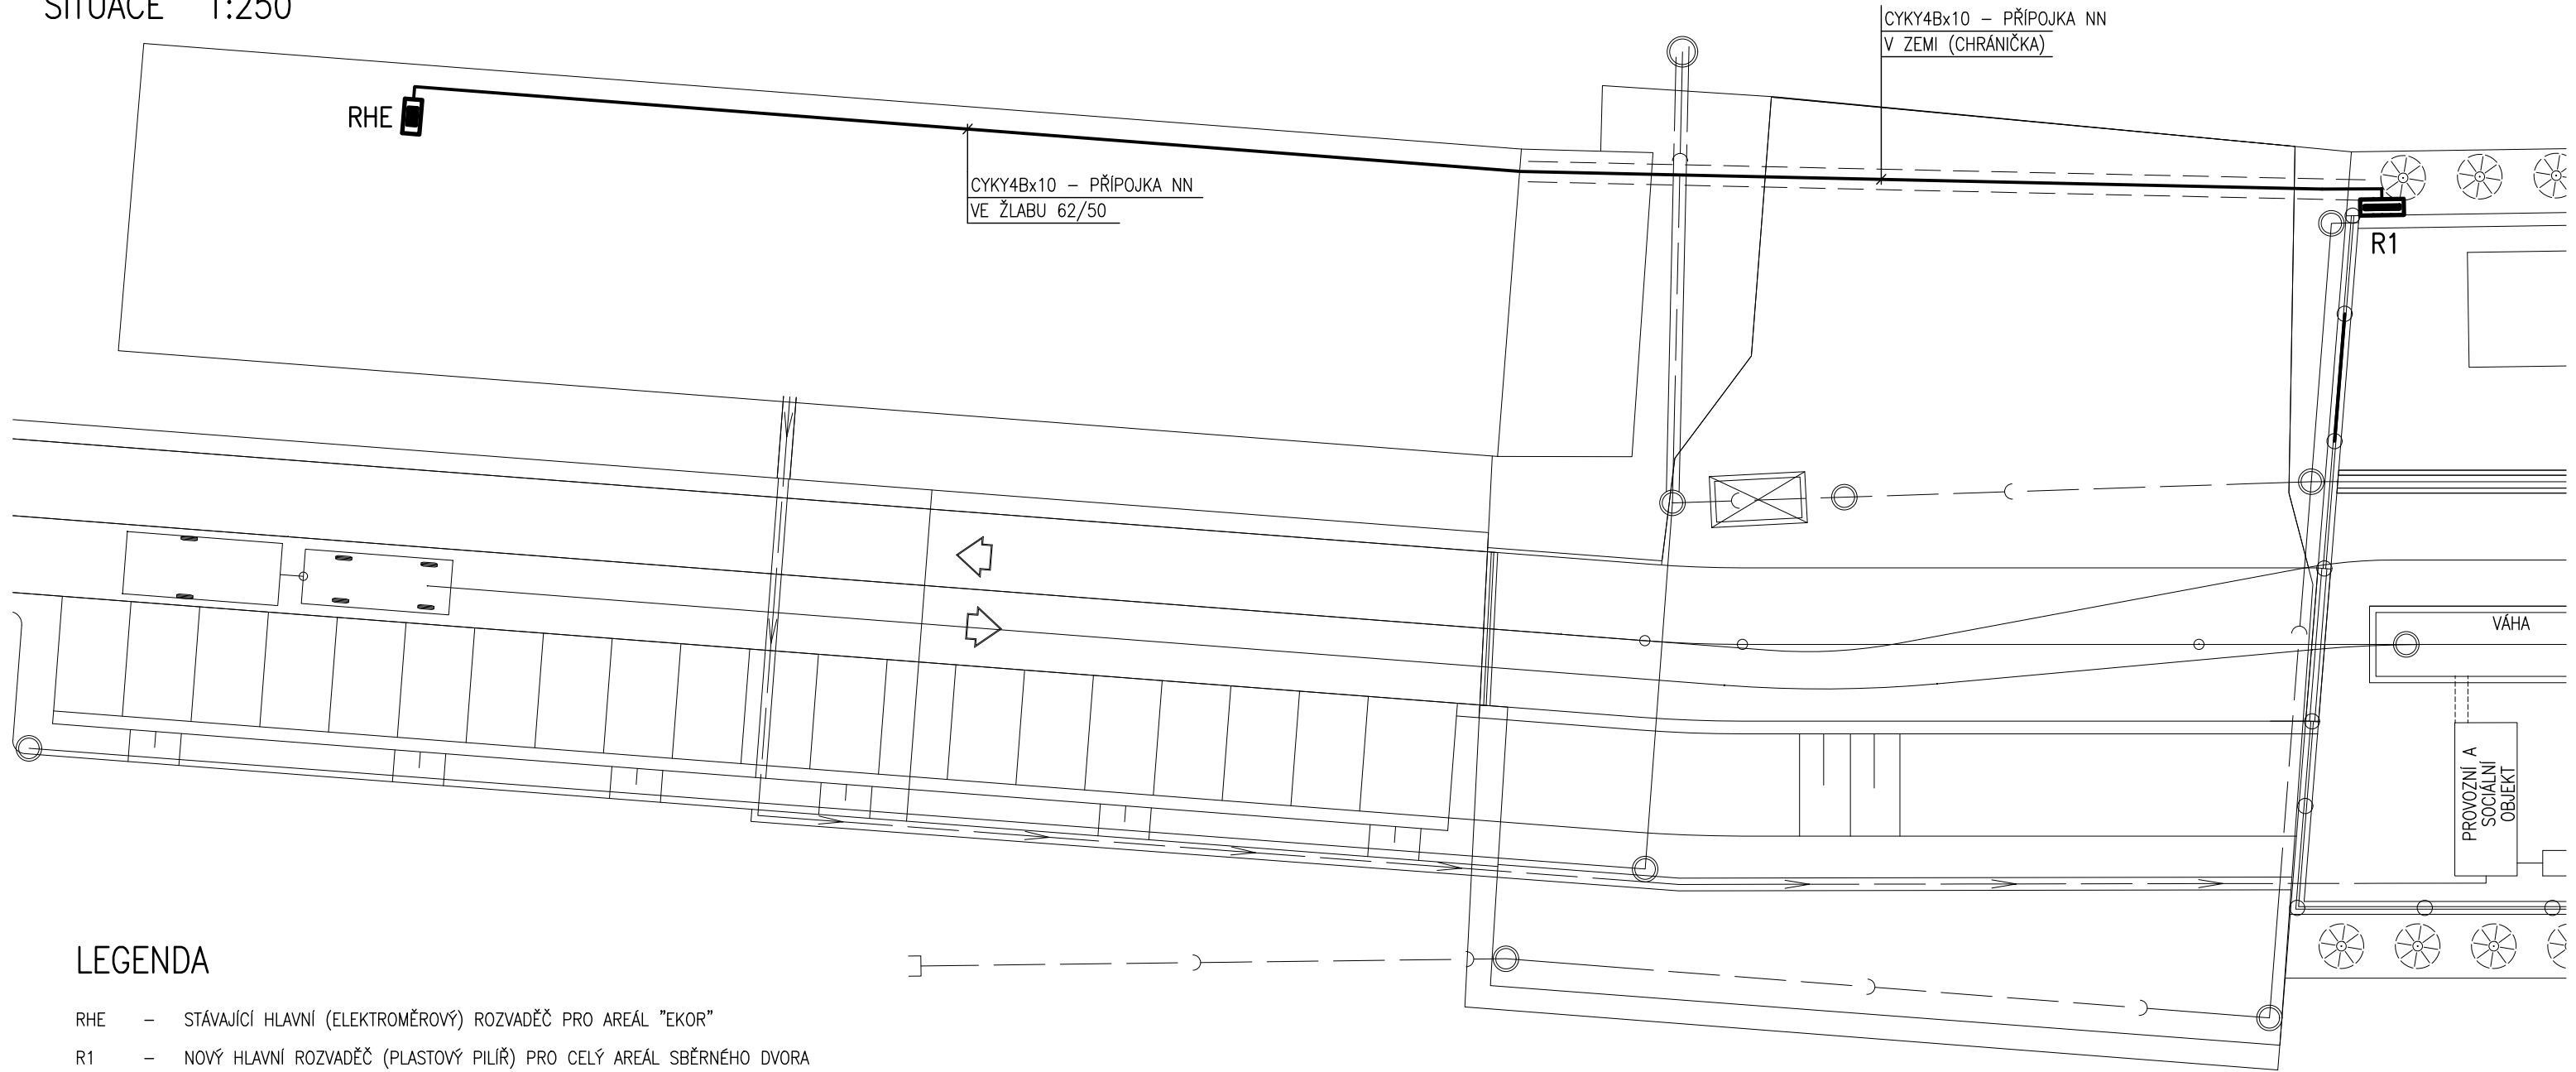 SITUACE 1:250
CYKY4Bx10 – PŘÍPOJKA NN
V ZEMI (CHRÁNIČKA)
RHE
CYKY4Bx10 – PŘÍPOJKA NN
VE ŽLABU 62/50
R1
VÁHA
PROVOZNÍ A
SOCIÁLNÍ
OBJEKT
LEGENDA
RHE – STÁVAJÍCÍ HLAVNÍ (ELEKTROMĚROVÝ) ROZVADĚČ PRO AREÁL "EKOR"
R1 – NOVÝ HLAVNÍ ROZVADĚČ (PLASTOVÝ PILÍŘ) PRO CELÝ AREÁL SBĚRNÉHO DVORA